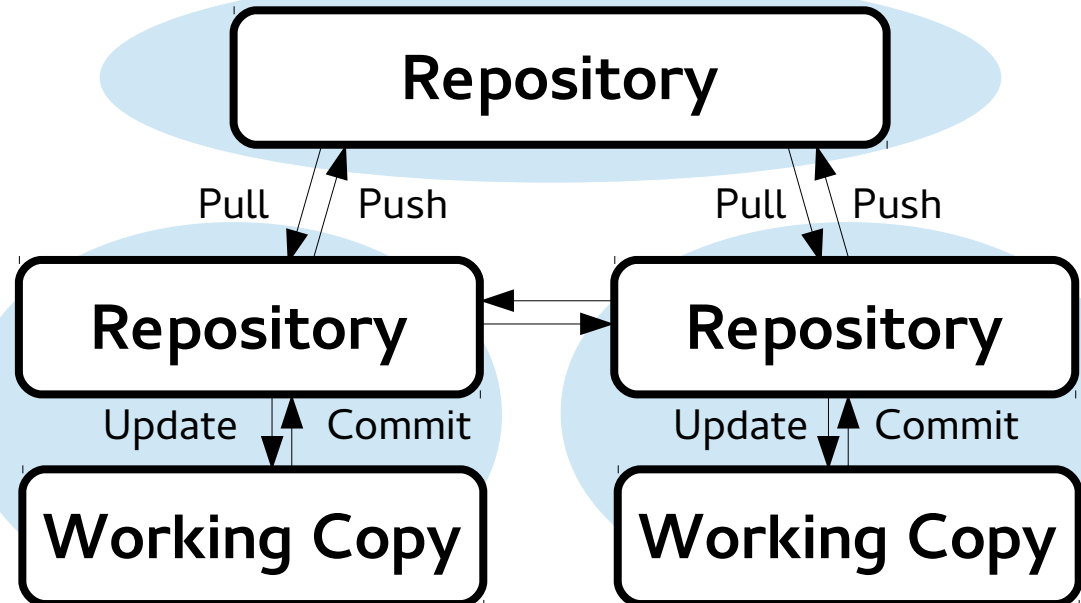 Repository
Pull Push Pull Push
Repository Repository
Update Commit Update Commit
Working Copy Working Copy